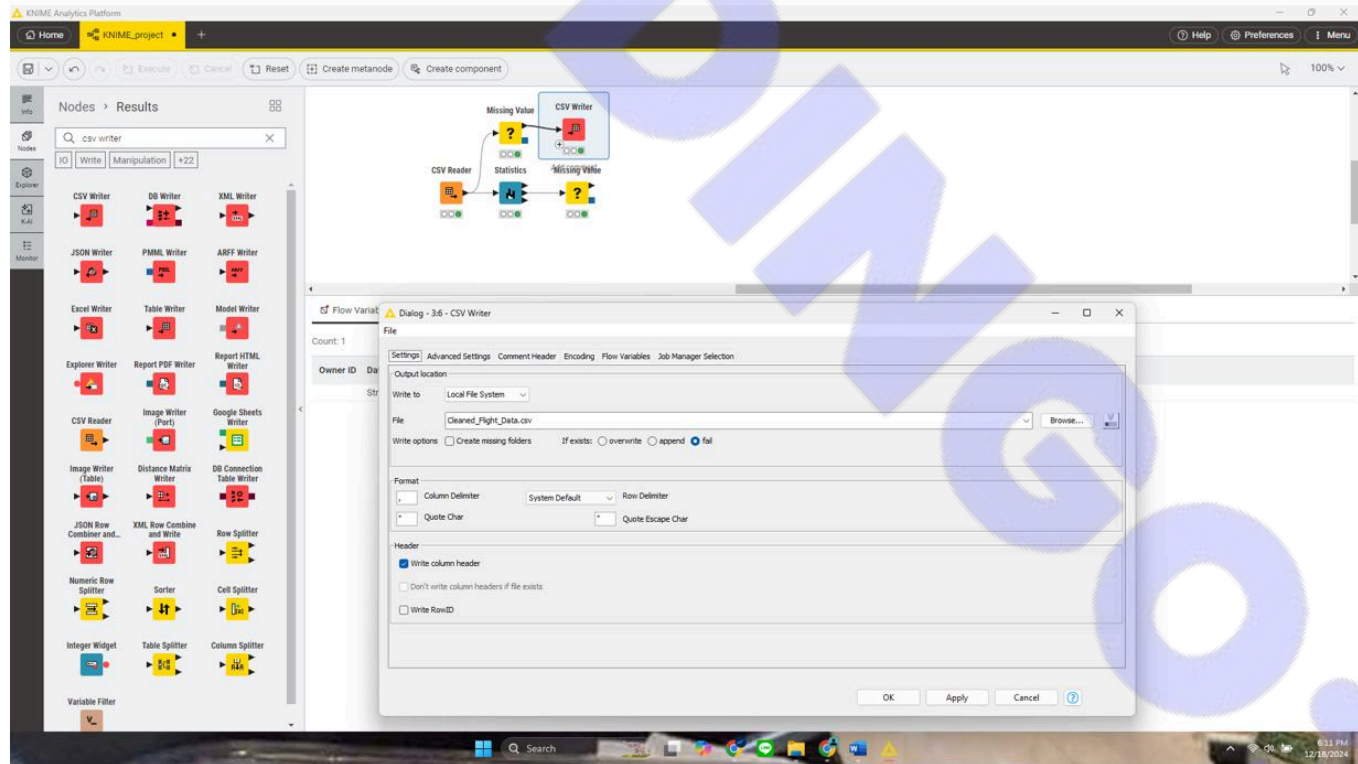 KNIME Analytics Platform
Home
KNIME_project
Help
Preferences
Menu
Execute
Cancel
Reset
Create metanode
Create component
100%
Info
Nodes
Explorer
K-AI
Monitor
Nodes › Results
csv writer
IO
Write
Manipulation
+22
CSV Writer
DB Writer
XML Writer
JSON Writer
PMML Writer
ARFF Writer
Excel Writer
Table Writer
Model Writer
Explorer Writer
Report PDF Writer
Report HTML
Writer
CSV Reader
Image Writer
(Port)
Google Sheets
Writer
Image Writer
(Table)
Distance Matrix
Writer
DB Connection
Table Writer
JSON Row
Combiner and...
XML Row Combine
and Write
Row Splitter
Numeric Row
Splitter
Sorter
Cell Splitter
Integer Widget
Table Splitter
Column Splitter
Variable Filter
Missing Value
CSV Writer
Add comment
CSV Reader
Statistics
Missing Value
Flow Variab
Count: 1
Owner ID
Da
Str
Dialog - 3:6 - CSV Writer
File
Settings Advanced Settings Comment Header Encoding Flow Variables Job Manager Selection
Output location
Write to Local File System
File Cleaned_Flight_Data.csv Browse...
Write options Create missing folders If exists: overwrite append fail
Format
, Column Delimiter System Default Row Delimiter
" Quote Char " Quote Escape Char
Header
Write column header
Don't write column headers if file exists
Write RowID
OK Apply Cancel
Search
6:11 PM
12/16/2024
DINGO.